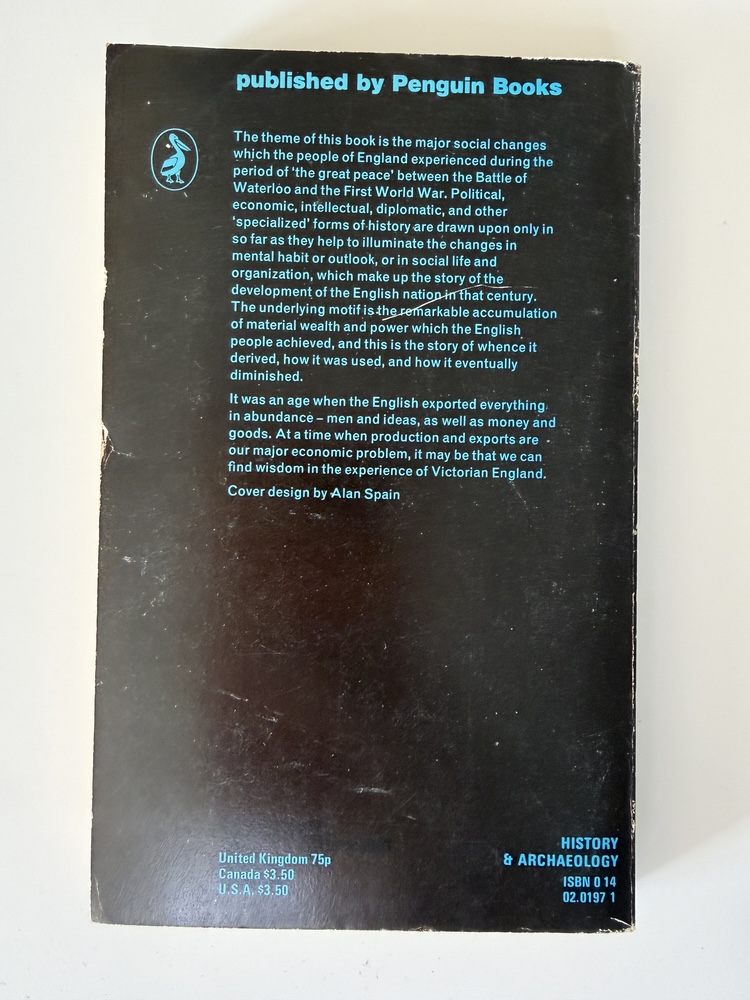 published by Penguin Books
The theme of this book is the major social changes
which the people of England experienced during the
period of 'the great peace' between the Battle of
Waterloo and the First World War. Political,
economic, intellectual, diplomatic, and other
'specialized' forms of history are drawn upon only in
so far as they help to illuminate the changes in
mental habit or outlook, or in social life and
organization, which make up the story of the
development of the English nation in that century.
The underlying motif is the remarkable accumulation
of material wealth and power which the English
people achieved, and this is the story of whence it
derived, how it was used, and how it eventually
diminished.
It was an age when the English exported everything
in abundance – men and ideas, as well as money and
goods. At a time when production and exports are
our major economic problem, it may be that we can
find wisdom in the experience of Victorian England.
Cover design by Alan Spain
United Kingdom 75p
Canada $3.50
U.S.A. $3.50
HISTORY
& ARCHAEOLOGY
ISBN 0 14
02.0197 1